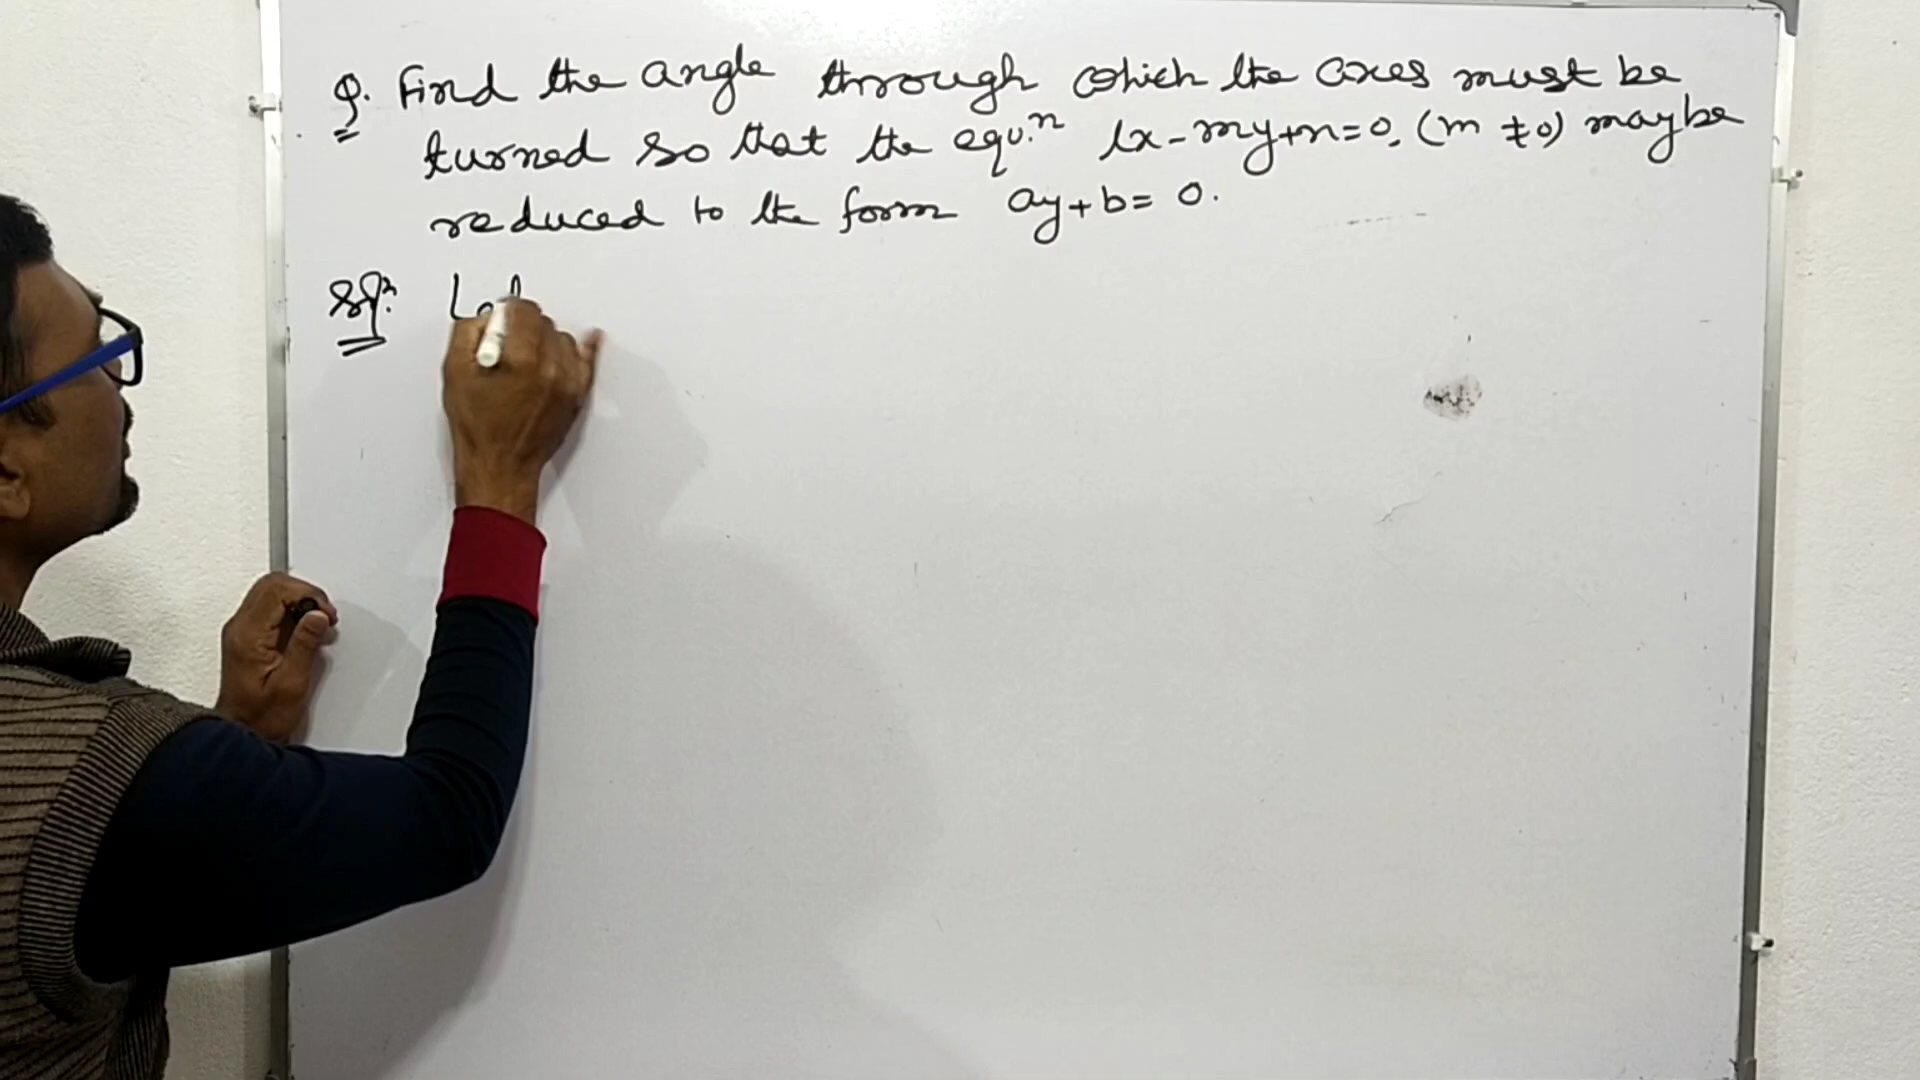 Q. Find the angle through which the axes must be
turned so that the equ.n lx-my+n=0, (m ≠ 0) may be
reduced to the form ay+b= 0.
Sol.n Let